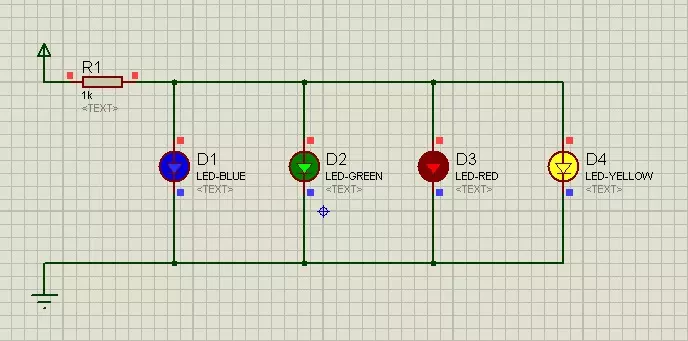 R1
1k
<TEXT>
D1
LED-BLUE
<TEXT>
D2
LED-GREEN
<TEXT>
D3
LED-RED
<TEXT>
D4
LED-YELLOW
<TEXT>